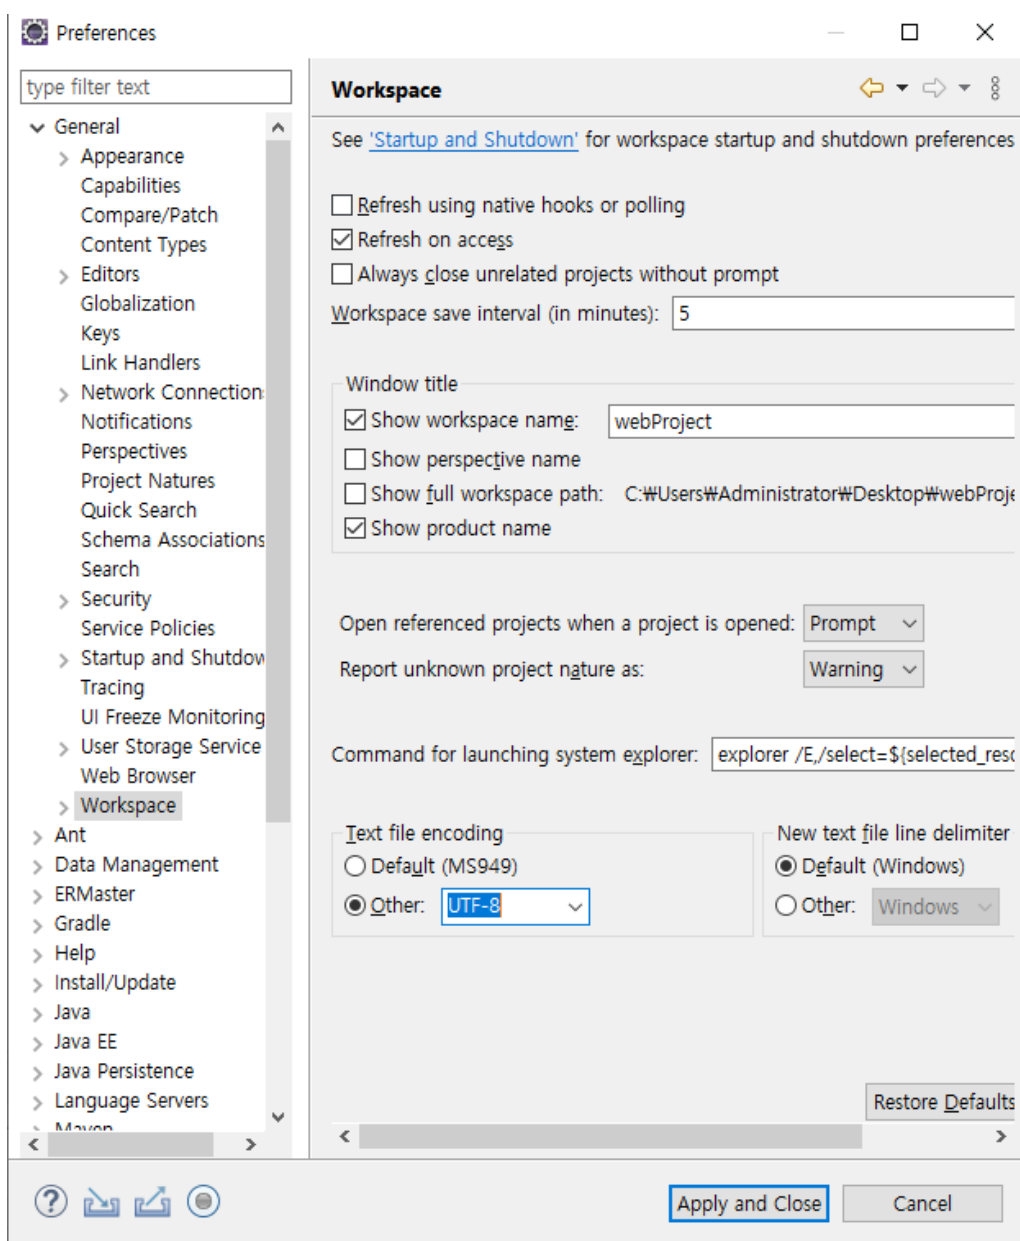 Preferences
type filter text
General
Appearance
Capabilities
Compare/Patch
Content Types
Editors
Globalization
Keys
Link Handlers
Network Connection
Notifications
Perspectives
Project Natures
Quick Search
Schema Associations
Search
Security
Service Policies
Startup and Shutdow
Tracing
UI Freeze Monitoring
User Storage Service
Web Browser
Workspace
Ant
Data Management
ERMaster
Gradle
Help
Install/Update
Java
Java EE
Java Persistence
Language Servers
Maven
Workspace
See 'Startup and Shutdown' for workspace startup and shutdown preferences
Refresh using native hooks or polling
Refresh on access
Always close unrelated projects without prompt
Workspace save interval (in minutes): 5
Window title
Show workspace name: webProject
Show perspective name
Show full workspace path: C:₩Users₩Administrator₩Desktop₩webProje
Show product name
Open referenced projects when a project is opened: Prompt
Report unknown project nature as: Warning
Command for launching system explorer: explorer /E,/select=${selected_reso
Text file encoding
Default (MS949)
Other: UTF-8
New text file line delimiter
Default (Windows)
Other: Windows
Restore Defaults
Apply and Close
Cancel